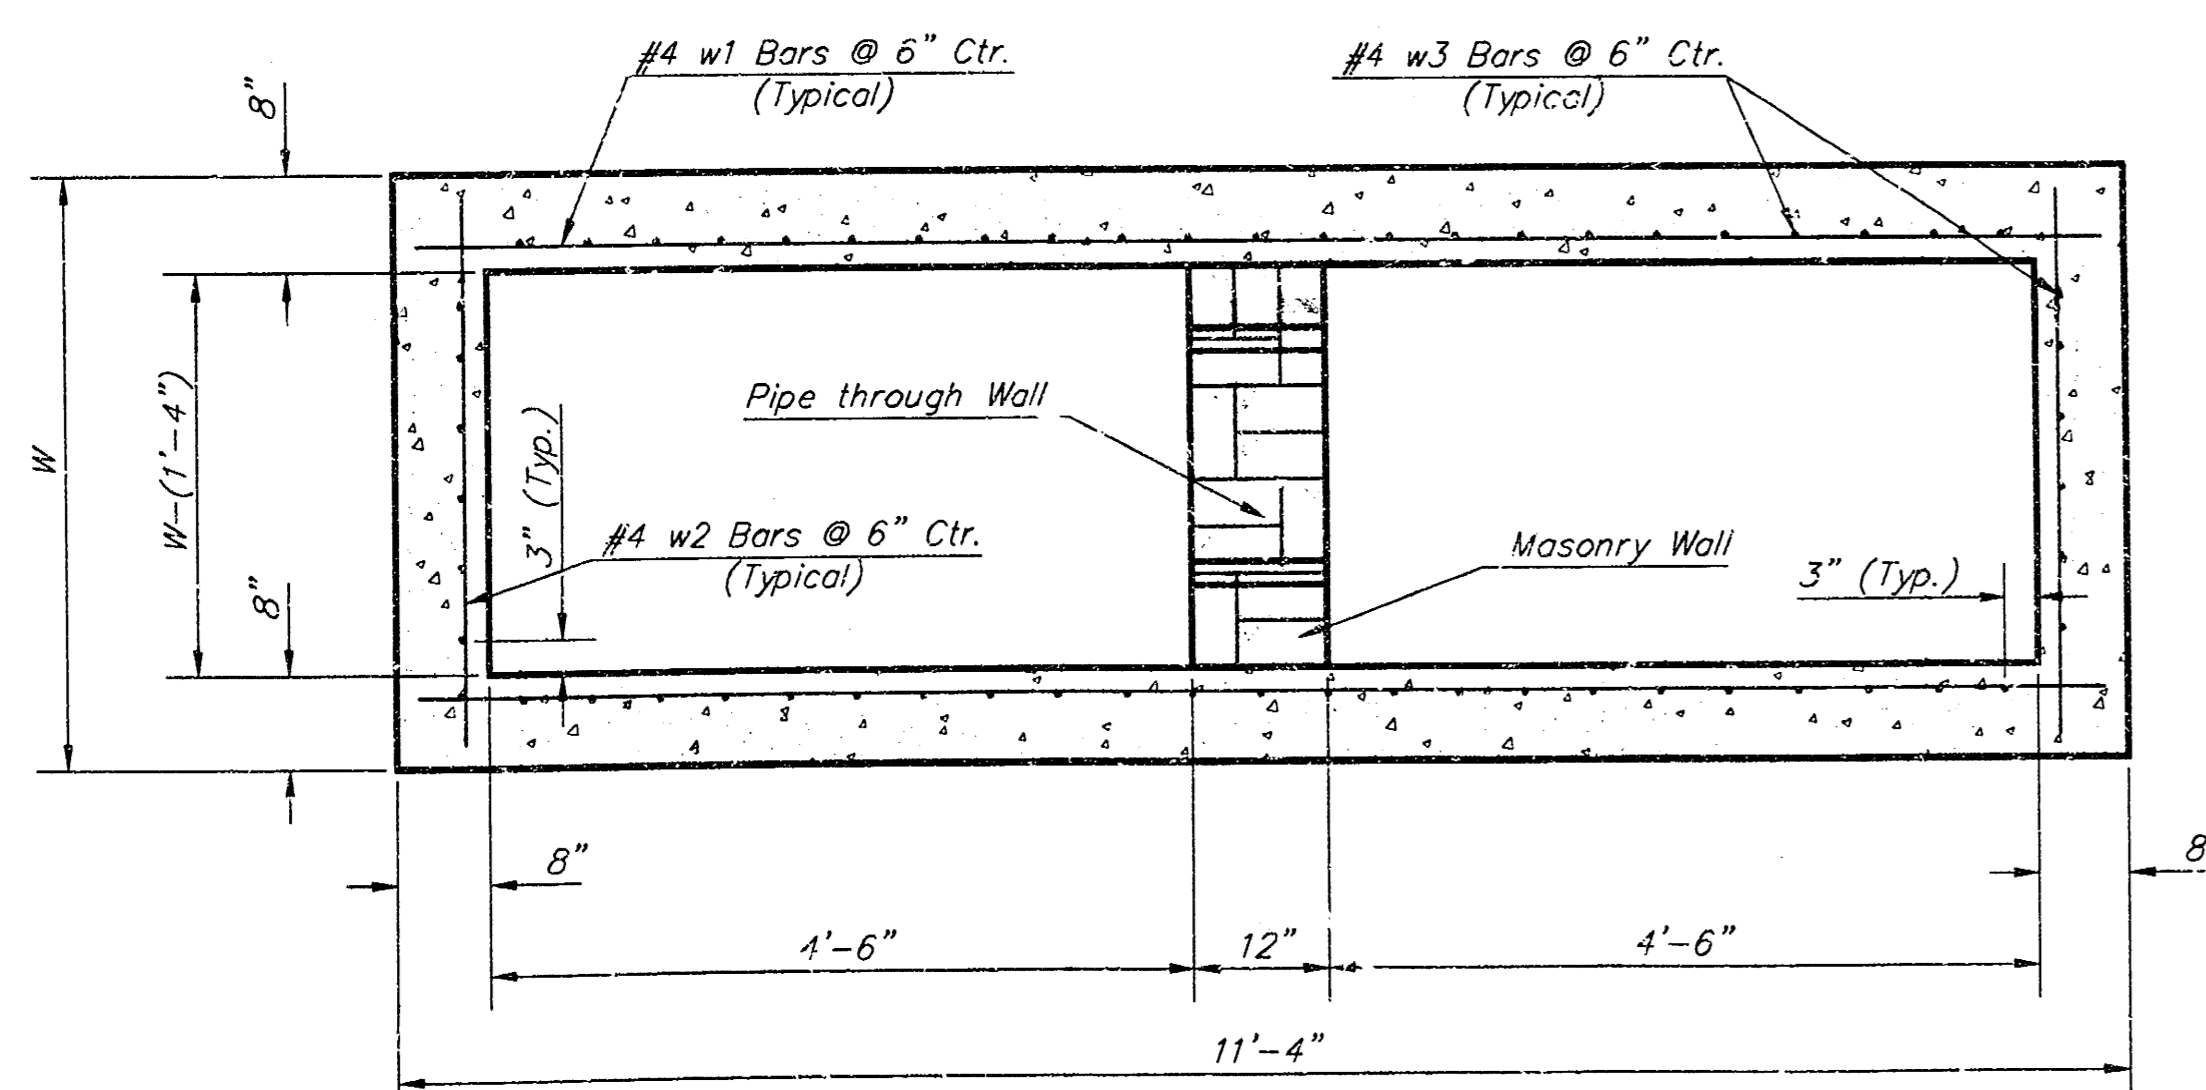 #4 w1 Bars @ 6" Ctr.
(Typical)
#4 w3 Bars @ 6" Ctr.
(Typical)
8"
W
W-(1'-4")
8"
Pipe through Wall
3" (Typ.)
#4 w2 Bars @ 6" Ctr.
(Typical)
Masonry Wall
3" (Typ.)
8"
8
4'-6"
12"
4'-6"
11'-4"